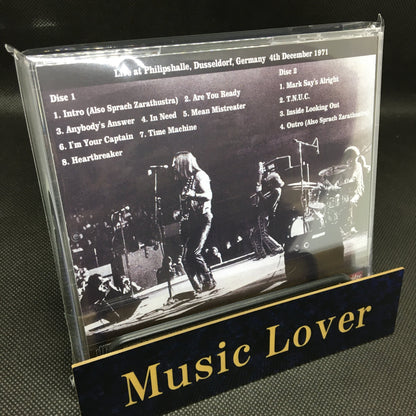 Live at Philipshalle, Dusseldorf, Germany 4th December 1971
Disc 1
1. Intro (Also Sprach Zarathustra) 2. Are You Ready
3. Anybody's Answer 4. In Need 5. Mean Mistreater
6. I'm Your Captain 7. Time Machine
8. Heartbreaker
Disc 2
1. Mark Say's Alright
2. T.N.U.C.
3. Inside Looking Out
4. Outro (Also Sprach Zarathustra)
Music Lover